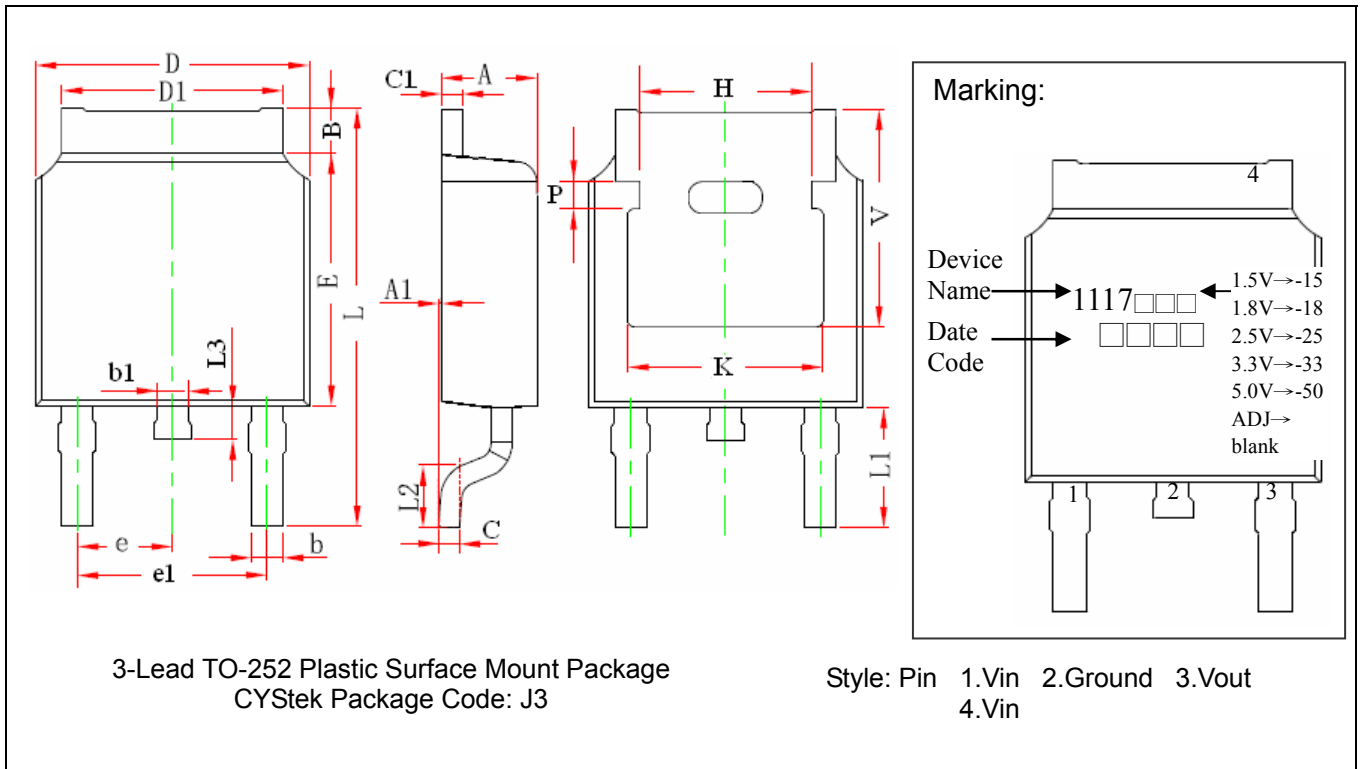 D
D1
B
E
L
L3
b1
e
e1
b
C1
A
A1
L2
C
H
P
V
K
L1
Marking:
4
Device
Name
1117□□□
Date
Code
□□□□
1.5V→-15
1.8V→-18
2.5V→-25
3.3V→-33
5.0V→-50
ADJ→
blank
1 2 3
3-Lead TO-252 Plastic Surface Mount Package
CYStek Package Code: J3
Style: Pin 1.Vin 2.Ground 3.Vout
4.Vin